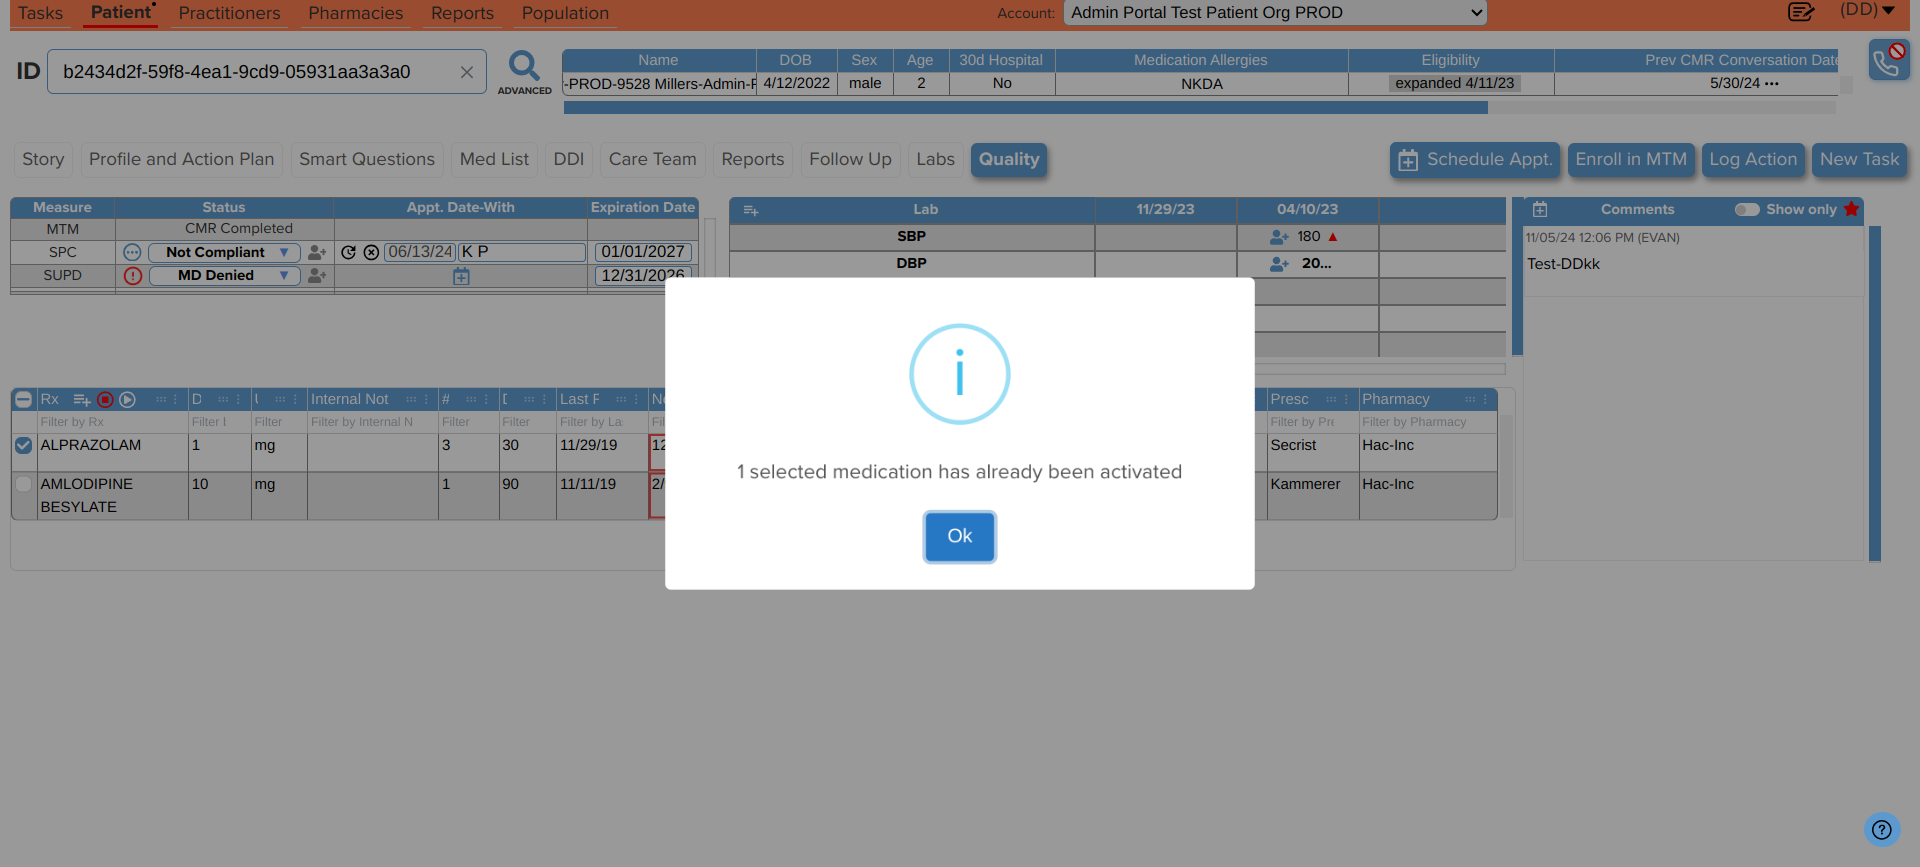 Tasks Patient Practitioners Pharmacies Reports Population Account: Admin Portal Test Patient Org PROD (DD)
ID b2434d2f-59f8-4ea1-9cd9-05931aa3a3a0 ADVANCED
Name DOB Sex Age 30d Hospital Medication Allergies Eligibility Prev CMR Conversation Date
-PROD-9528 Millers-Admin-F 4/12/2022 male 2 No NKDA expanded 4/11/23 5/30/24 •••
Story Profile and Action Plan Smart Questions Med List DDI Care Team Reports Follow Up Labs Quality Schedule Appt. Enroll in MTM Log Action New Task
Measure Status Appt. Date-With Expiration Date
MTM CMR Completed
SPC Not Compliant 06/13/24 K P 01/01/2027
SUPD MD Denied 12/31/2026
Lab 11/29/23 04/10/23
SBP 180
DBP 20...
Comments Show only
11/05/24 12:06 PM (EVAN)
Test-DDkk
Rx D Internal Not # Last F Presc Pharmacy
Filter by Rx Filter Filter Filter by Internal N Filter Filter Filter by La Filter by Pre Filter by Pharmacy
ALPRAZOLAM 1 mg 3 30 11/29/19 12 Secrist Hac-Inc
AMLODIPINE 10 mg 1 90 11/11/19 2/ Kammerer Hac-Inc
BESYLATE
i
1 selected medication has already been activated
Ok
?